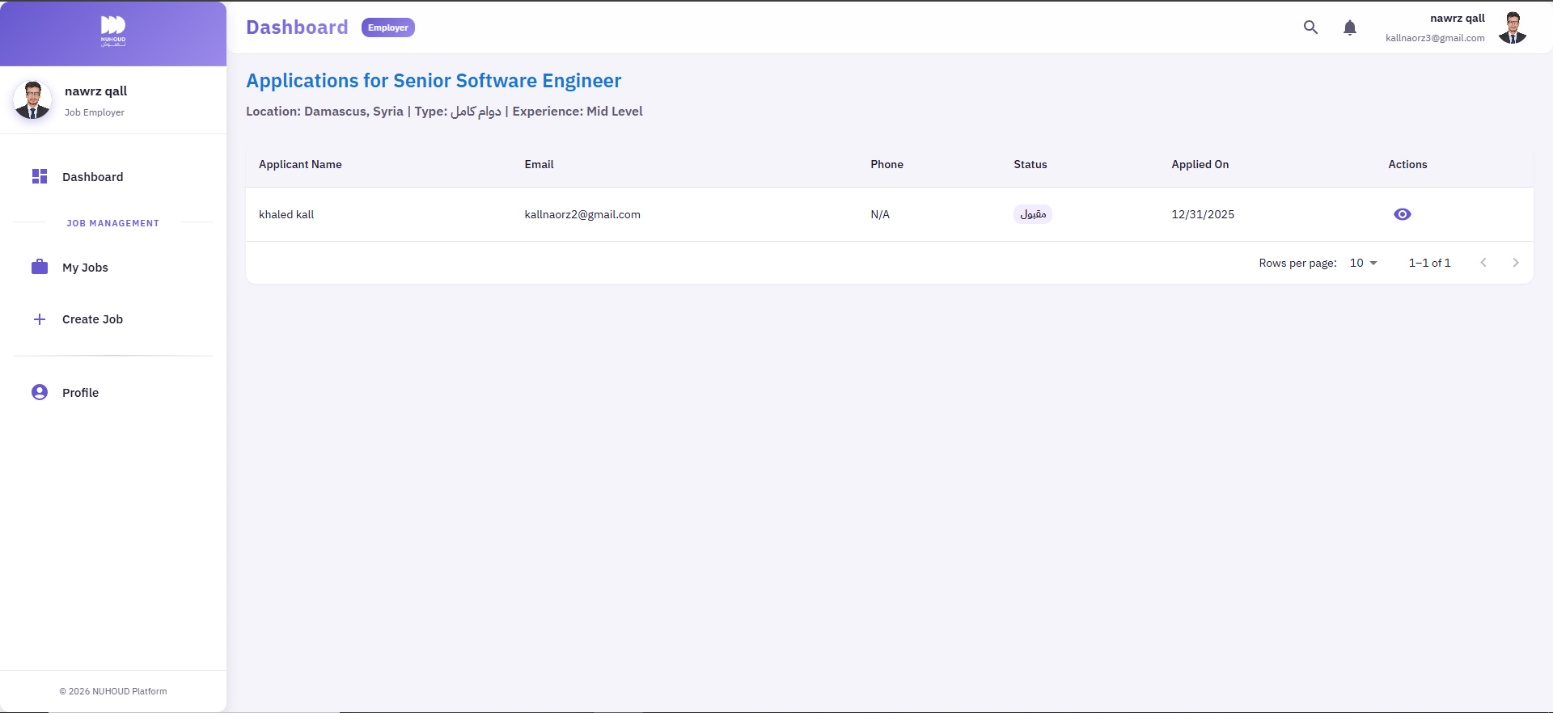 NUHOUD
Dashboard
Employer
nawrz qall
kallnaorz3@gmail.com
nawrz qall
Job Employer
Dashboard
JOB MANAGEMENT
My Jobs
Create Job
Profile
© 2026 NUHOUD Platform
Applications for Senior Software Engineer
Location: Damascus, Syria | Type: دوام كامل | Experience: Mid Level
Applicant Name Email Phone Status Applied On Actions
khaled kall kallnaorz2@gmail.com N/A مقبول 12/31/2025
Rows per page: 10 1–1 of 1